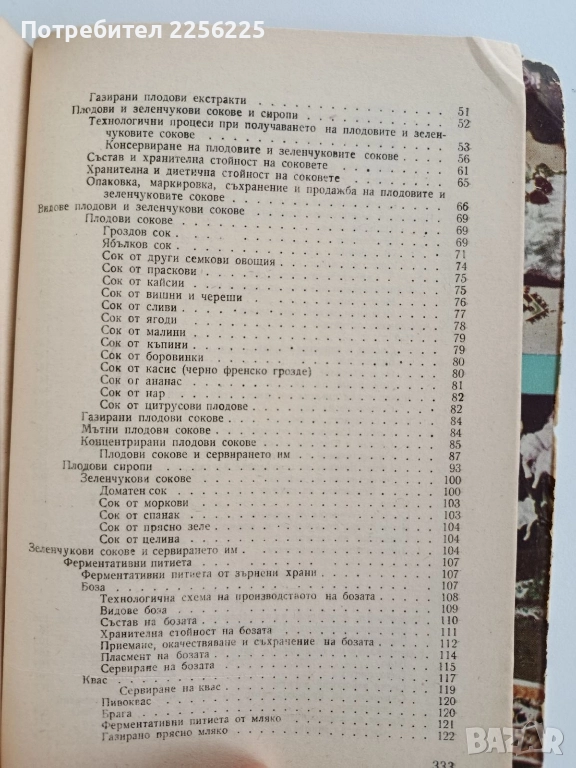 Потребител 2256225
Газирани плодови екстракти . . . 51
Плодови и зеленчукови сокове и сиропи . . . 52
Технологични процеси при получаването на плодовите и зелен-
чуковите сокове . . . 53
Консервиране на плодовите и зеленчуковите сокове . . . 56
Състав и хранителна стойност на соковете . . . 61
Хранителна и диетична стойност на соковете . . . 65
Опаковка, маркировка, съхранение и продажба на плодовите и
зеленчуковите сокове . . . 66
Видове плодови и зеленчукови сокове . . . 69
Плодови сокове . . . 69
Гроздов сок . . . 69
Ябълков сок . . . 71
Сок от други семкови овощия . . . 74
Сок от праскови . . . 75
Сок от кайсии . . . 75
Сок от вишни и череши . . . 76
Сок от сливи . . . 77
Сок от ягоди . . . 78
Сок от малини . . . 79
Сок от къпини . . . 79
Сок от боровинки . . . 80
Сок от касис (черно френско грозде) . . . 80
Сок от ананас . . . 81
Сок от нар . . . 82
Сок от цитрусови плодове . . . 82
Газирани плодови сокове . . . 84
Мътни плодови сокове . . . 84
Концентрирани плодови сокове . . . 85
Плодови сокове и сервирането им . . . 87
Плодови сиропи . . . 93
Зеленчукови сокове . . . 100
Доматен сок . . . 100
Сок от моркови . . . 103
Сок от спанак . . . 103
Сок от прясно зеле . . . 104
Сок от целина . . . 104
Зеленчукови сокове и сервирането им . . . 104
Ферментативни питиета . . . 107
Ферментативни питиета от зърнени храни . . . 107
Боза . . . 107
Технологична схема на производството на бозата . . . 108
Видове боза . . . 109
Състав на бозата . . . 110
Хранителна стойност на бозата . . . 111
Приемане, окачествяване и съхрачение на бозата . . . 112
Пласмент на бозата . . . 114
Сервиране на бозата . . . 115
Квас . . . 117
Сервиране на квас . . . 119
Пивоквас . . . 120
Брага . . . 120
Ферментативни питиета от мляко . . . 121
Газирано прясно мляко . . . 122
333
BAZAR